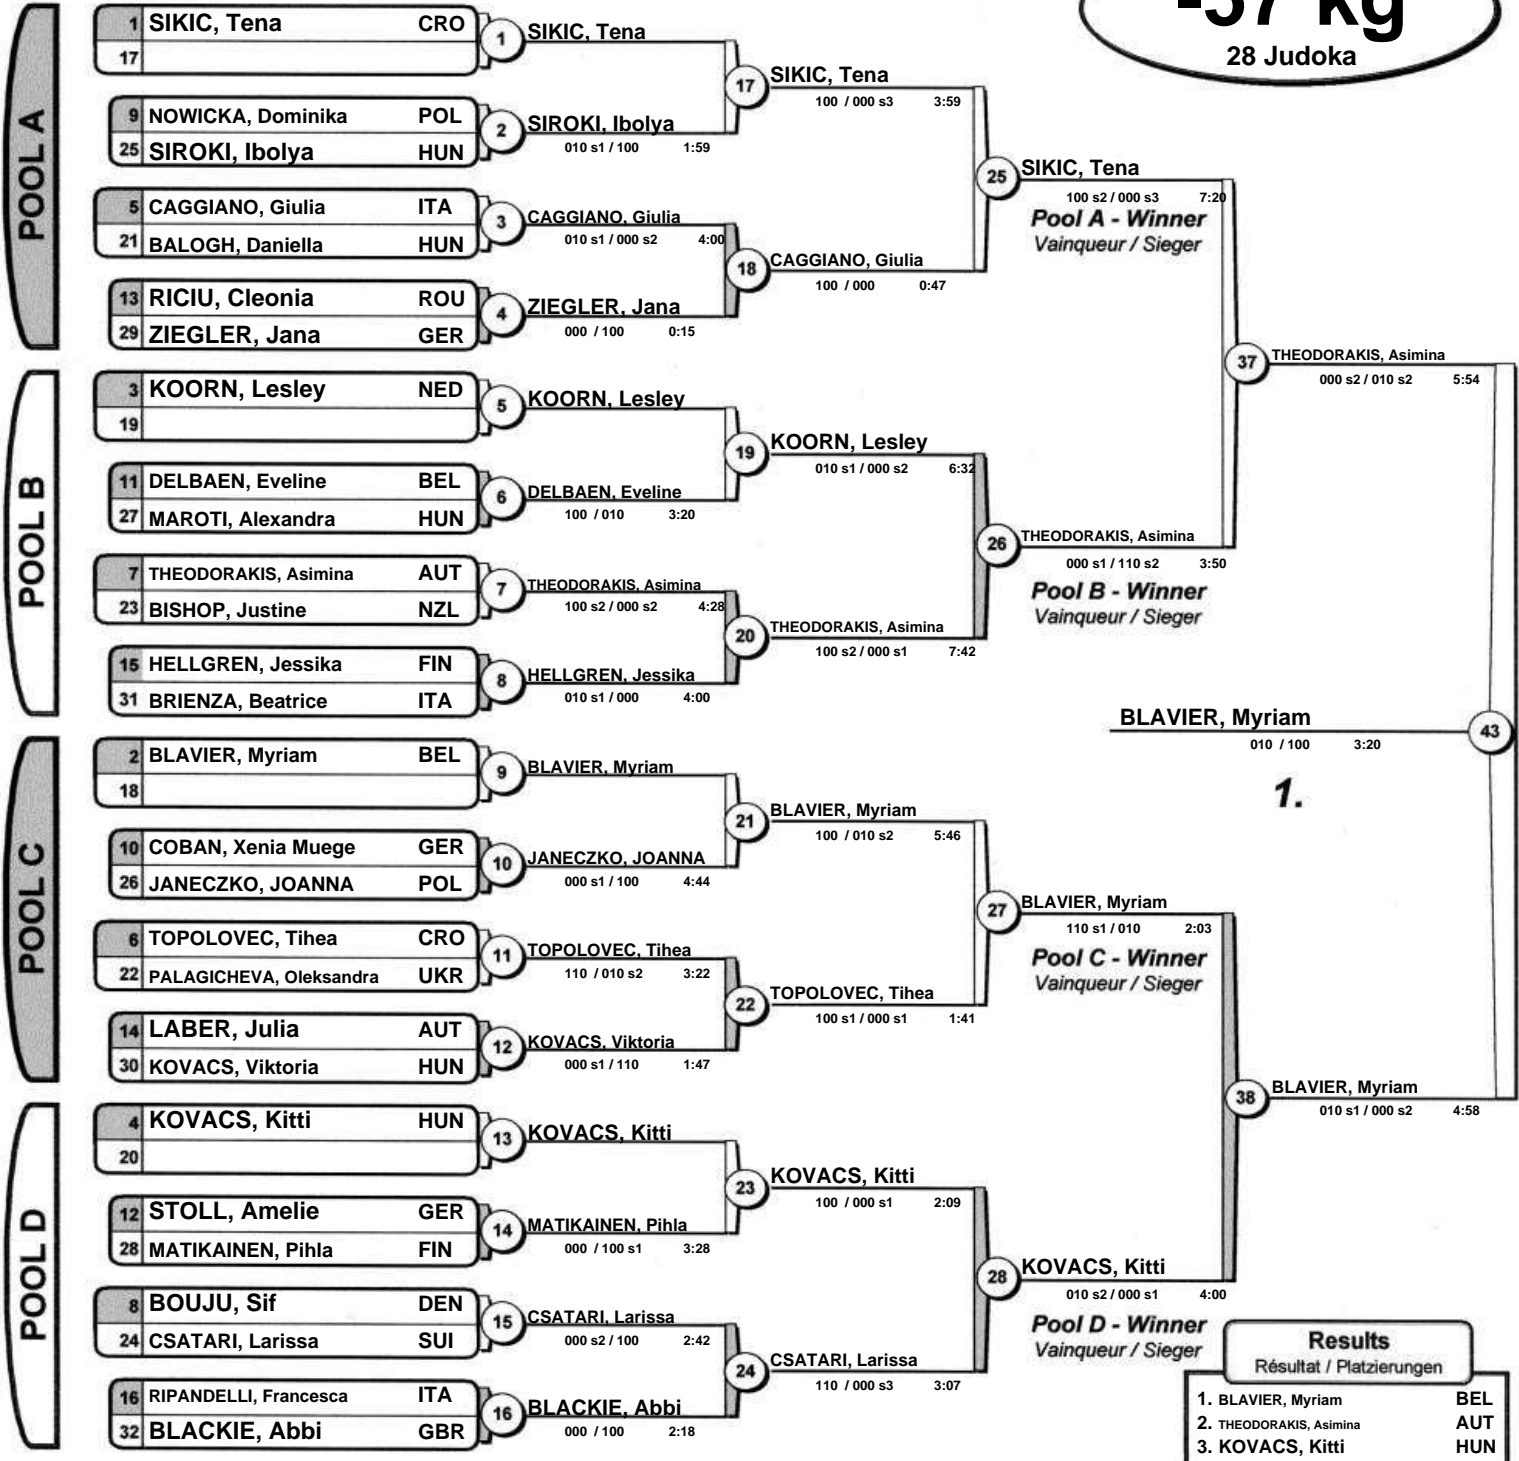 -57 kg
28 Judoka
POOL A
1 SIKIC, Tena CRO
17
1 SIKIC, Tena
9 NOWICKA, Dominika POL
25 SIROKI, Ibolya HUN
2 SIROKI, Ibolya
010 s1 / 100 1:59
17 SIKIC, Tena
100 / 000 s3 3:59
5 CAGGIANO, Giulia ITA
21 BALOGH, Daniella HUN
3 CAGGIANO, Giulia
010 s1 / 000 s2 4:00
13 RICIU, Cleonia ROU
29 ZIEGLER, Jana GER
4 ZIEGLER, Jana
000 / 100 0:15
18 CAGGIANO, Giulia
100 / 000 0:47
25 SIKIC, Tena
100 s2 / 000 s3 7:20
Pool A - Winner
Vainqueur / Sieger
POOL B
3 KOORN, Lesley NED
19
5 KOORN, Lesley
11 DELBAEN, Eveline BEL
27 MAROTI, Alexandra HUN
6 DELBAEN, Eveline
100 / 010 3:20
19 KOORN, Lesley
010 s1 / 000 s2 6:32
7 THEODORAKIS, Asimina AUT
23 BISHOP, Justine NZL
7 THEODORAKIS, Asimina
100 s2 / 000 s2 4:28
15 HELLGREN, Jessika FIN
31 BRIENZA, Beatrice ITA
8 HELLGREN, Jessika
010 s1 / 000 4:00
20 THEODORAKIS, Asimina
100 s2 / 000 s1 7:42
26 THEODORAKIS, Asimina
000 s1 / 110 s2 3:50
Pool B - Winner
Vainqueur / Sieger
37 THEODORAKIS, Asimina
000 s2 / 010 s2 5:54
BLAVIER, Myriam 43
010 / 100 3:20
1.
POOL C
2 BLAVIER, Myriam BEL
18
9 BLAVIER, Myriam
10 COBAN, Xenia Muege GER
26 JANECZKO, JOANNA POL
10 JANECZKO, JOANNA
000 s1 / 100 4:44
21 BLAVIER, Myriam
100 / 010 s2 5:46
6 TOPOLOVEC, Tihea CRO
22 PALAGICHEVA, Oleksandra UKR
11 TOPOLOVEC, Tihea
110 / 010 s2 3:22
14 LABER, Julia AUT
30 KOVACS, Viktoria HUN
12 KOVACS, Viktoria
000 s1 / 110 1:47
22 TOPOLOVEC, Tihea
100 s1 / 000 s1 1:41
27 BLAVIER, Myriam
110 s1 / 010 2:03
Pool C - Winner
Vainqueur / Sieger
POOL D
4 KOVACS, Kitti HUN
20
13 KOVACS, Kitti
12 STOLL, Amelie GER
28 MATIKAINEN, Pihla FIN
14 MATIKAINEN, Pihla
000 / 100 s1 3:28
23 KOVACS, Kitti
100 / 000 s1 2:09
8 BOUJU, Sif DEN
24 CSATARI, Larissa SUI
15 CSATARI, Larissa
000 s2 / 100 2:42
16 RIPANDELLI, Francesca ITA
32 BLACKIE, Abbi GBR
16 BLACKIE, Abbi
000 / 100 2:18
24 CSATARI, Larissa
110 / 000 s3 3:07
28 KOVACS, Kitti
010 s2 / 000 s1 4:00
Pool D - Winner
Vainqueur / Sieger
38 BLAVIER, Myriam
010 s1 / 000 s2 4:58
Results
Résultat / Platzierungen
1. BLAVIER, Myriam BEL
2. THEODORAKIS, Asimina AUT
3. KOVACS, Kitti HUN